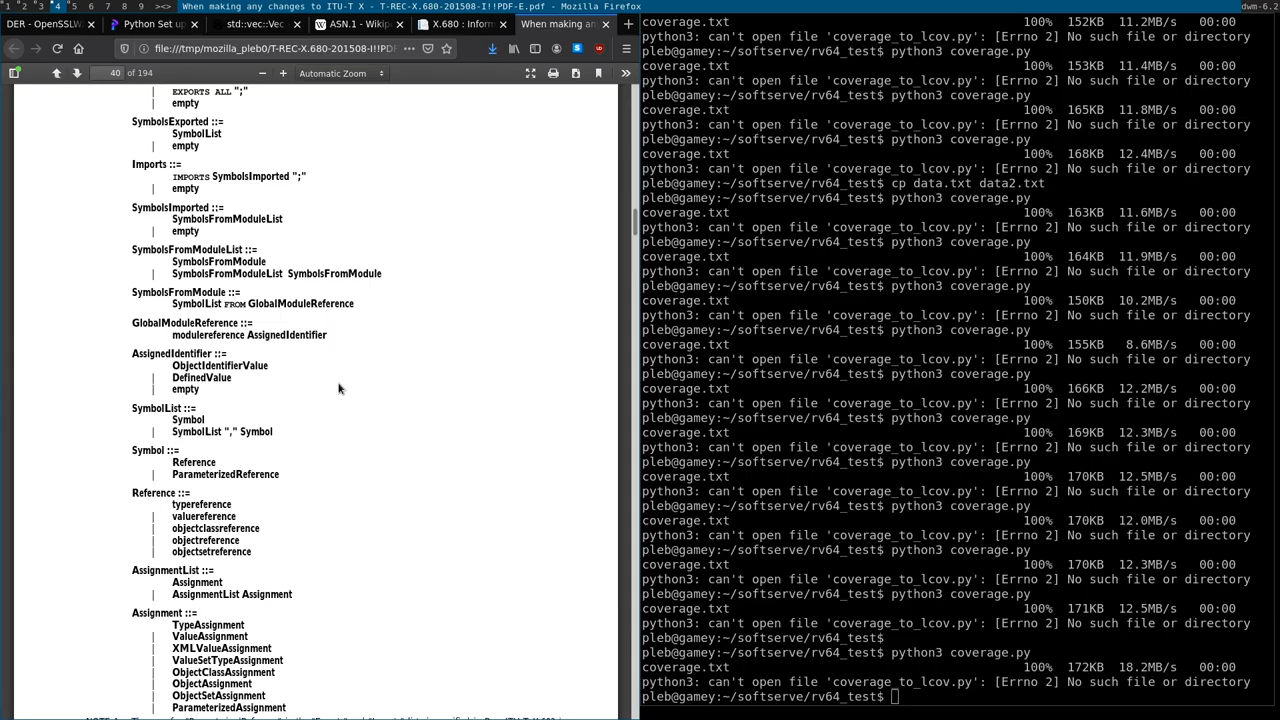 1 2 3 4 5 6 7 8 9 ><> When making any changes to ITU-T X - T-REC-X.680-201508-I!!PDF-E.pdf - Mozilla Firefox dwm-6.2
DER - OpenSSLW
Python Set up
std::vec::Vec
ASN.1 - Wikipe
X.680 : Inform
When making an
file:///tmp/mozilla_pleb0/T-REC-X.680-201508-I!!PDF
40 of 194
Automatic Zoom
| EXPORTS ALL ";"
| empty
SymbolsExported ::=
SymbolList
| empty
Imports ::=
IMPORTS SymbolsImported ";"
| empty
SymbolsImported ::=
SymbolsFromModuleList
| empty
SymbolsFromModuleList ::=
SymbolsFromModule
| SymbolsFromModuleList SymbolsFromModule
SymbolsFromModule ::=
SymbolList FROM GlobalModuleReference
GlobalModuleReference ::=
modulereference AssignedIdentifier
AssignedIdentifier ::=
ObjectIdentifierValue
| DefinedValue
| empty
SymbolList ::=
Symbol
| SymbolList "," Symbol
Symbol ::=
Reference
| ParameterizedReference
Reference ::=
typereference
| valuereference
| objectclassreference
| objectreference
| objectsetreference
AssignmentList ::=
Assignment
| AssignmentList Assignment
Assignment ::=
TypeAssignment
| ValueAssignment
| XMLValueAssignment
| ValueSetTypeAssignment
| ObjectClassAssignment
| ObjectAssignment
| ObjectSetAssignment
| ParameterizedAssignment
coverage.txt 100% 152KB 11.2MB/s 00:00
python3: can't open file 'coverage_to_lcov.py': [Errno 2] No such file or directory
pleb@gamey:~/softserve/rv64_test$ python3 coverage.py
coverage.txt 100% 153KB 11.4MB/s 00:00
python3: can't open file 'coverage_to_lcov.py': [Errno 2] No such file or directory
pleb@gamey:~/softserve/rv64_test$ python3 coverage.py
coverage.txt 100% 165KB 11.8MB/s 00:00
python3: can't open file 'coverage_to_lcov.py': [Errno 2] No such file or directory
pleb@gamey:~/softserve/rv64_test$ python3 coverage.py
coverage.txt 100% 168KB 12.4MB/s 00:00
python3: can't open file 'coverage_to_lcov.py': [Errno 2] No such file or directory
pleb@gamey:~/softserve/rv64_test$ cp data.txt data2.txt
pleb@gamey:~/softserve/rv64_test$ python3 coverage.py
coverage.txt 100% 163KB 11.6MB/s 00:00
python3: can't open file 'coverage_to_lcov.py': [Errno 2] No such file or directory
pleb@gamey:~/softserve/rv64_test$ python3 coverage.py
coverage.txt 100% 164KB 11.9MB/s 00:00
python3: can't open file 'coverage_to_lcov.py': [Errno 2] No such file or directory
pleb@gamey:~/softserve/rv64_test$ python3 coverage.py
coverage.txt 100% 150KB 10.2MB/s 00:00
python3: can't open file 'coverage_to_lcov.py': [Errno 2] No such file or directory
pleb@gamey:~/softserve/rv64_test$ python3 coverage.py
coverage.txt 100% 155KB 8.6MB/s 00:00
python3: can't open file 'coverage_to_lcov.py': [Errno 2] No such file or directory
pleb@gamey:~/softserve/rv64_test$ python3 coverage.py
coverage.txt 100% 166KB 12.2MB/s 00:00
python3: can't open file 'coverage_to_lcov.py': [Errno 2] No such file or directory
pleb@gamey:~/softserve/rv64_test$ python3 coverage.py
coverage.txt 100% 169KB 12.3MB/s 00:00
python3: can't open file 'coverage_to_lcov.py': [Errno 2] No such file or directory
pleb@gamey:~/softserve/rv64_test$ python3 coverage.py
coverage.txt 100% 170KB 12.5MB/s 00:00
python3: can't open file 'coverage_to_lcov.py': [Errno 2] No such file or directory
pleb@gamey:~/softserve/rv64_test$ python3 coverage.py
coverage.txt 100% 170KB 12.0MB/s 00:00
python3: can't open file 'coverage_to_lcov.py': [Errno 2] No such file or directory
pleb@gamey:~/softserve/rv64_test$ python3 coverage.py
coverage.txt 100% 170KB 12.3MB/s 00:00
python3: can't open file 'coverage_to_lcov.py': [Errno 2] No such file or directory
pleb@gamey:~/softserve/rv64_test$ python3 coverage.py
coverage.txt 100% 171KB 12.5MB/s 00:00
python3: can't open file 'coverage_to_lcov.py': [Errno 2] No such file or directory
pleb@gamey:~/softserve/rv64_test$
pleb@gamey:~/softserve/rv64_test$ python3 coverage.py
coverage.txt 100% 172KB 18.2MB/s 00:00
python3: can't open file 'coverage_to_lcov.py': [Errno 2] No such file or directory
pleb@gamey:~/softserve/rv64_test$